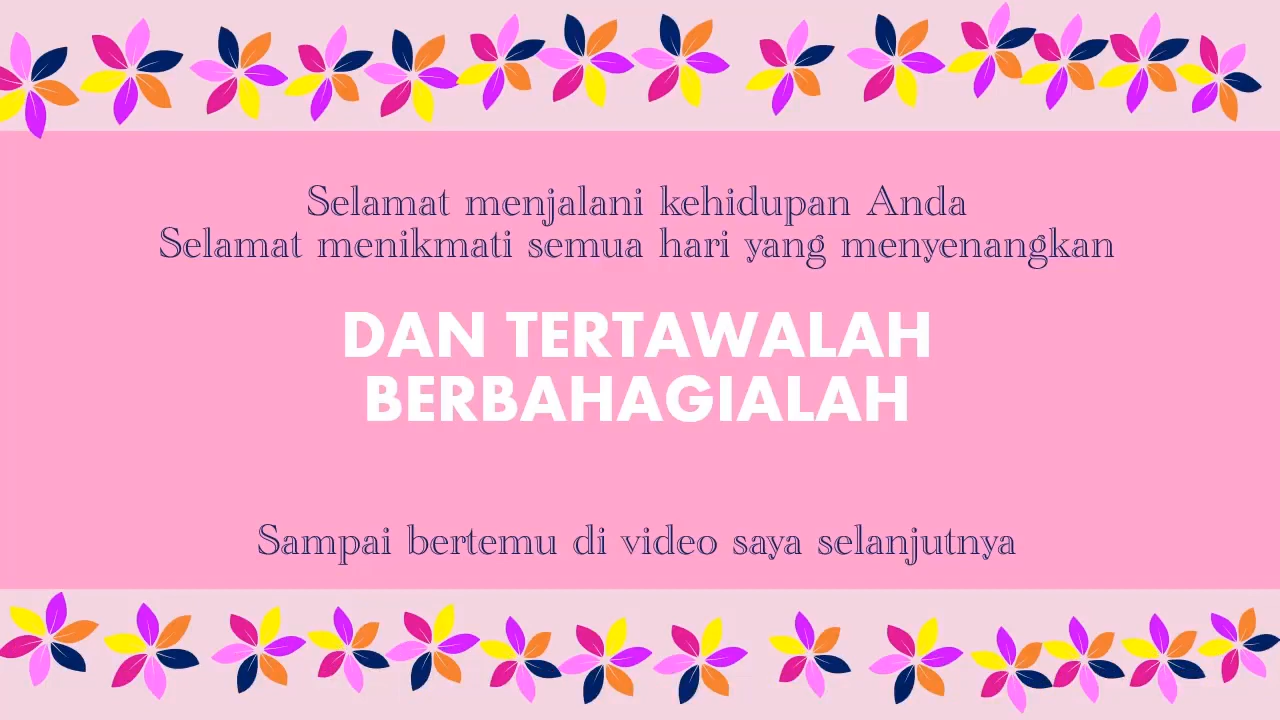 Selamat menjalani kehidupan Anda
Selamat menikmati semua hari yang menyenangkan
DAN TERTAWALAH
BERBAHAGIALAH
Sampai bertemu di video saya selanjutnya